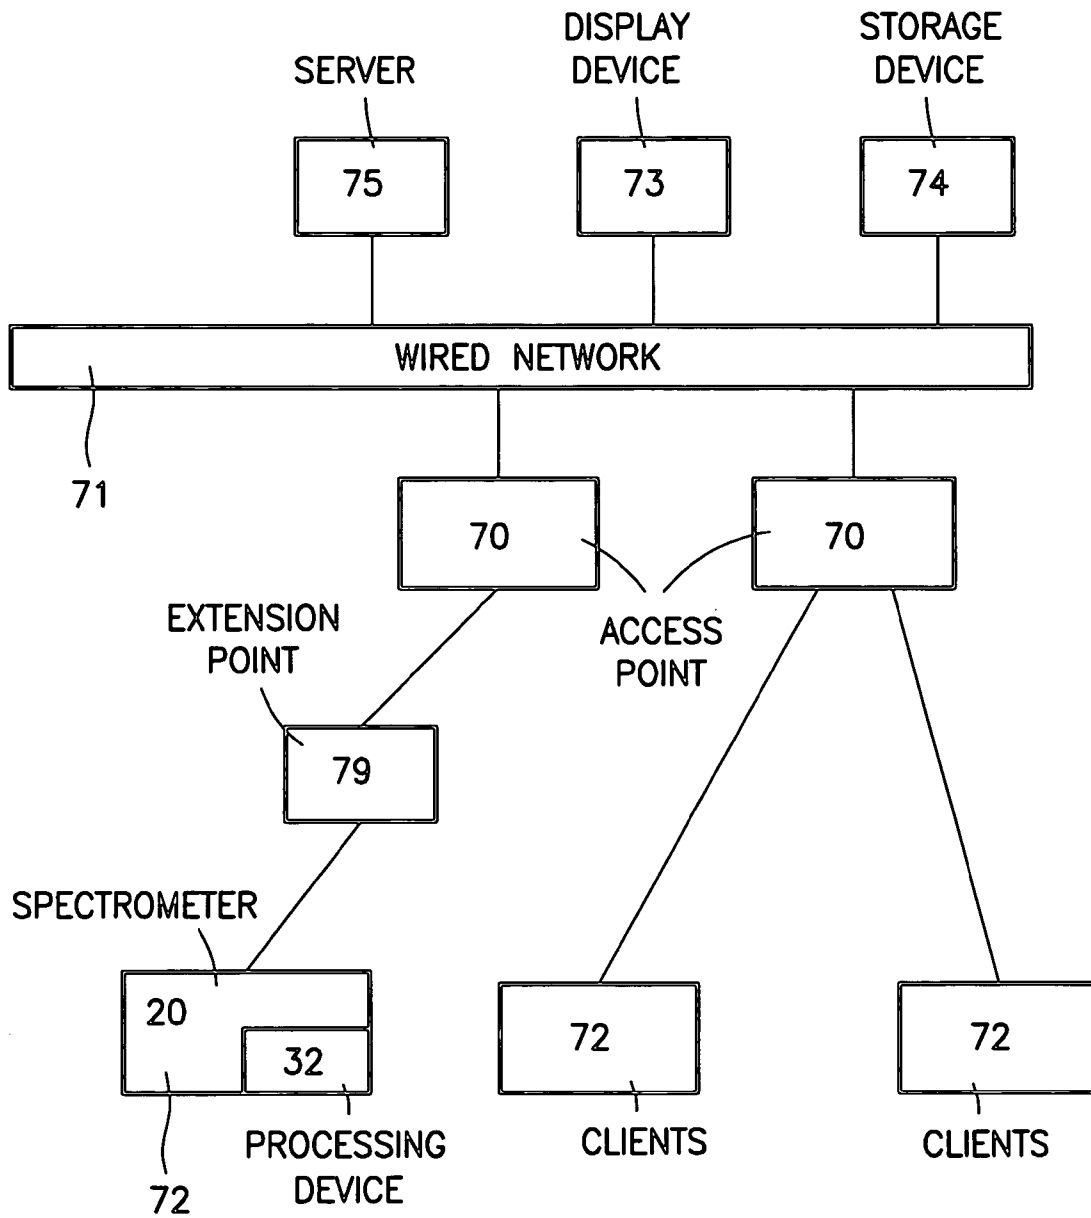 SERVER
DISPLAY
DEVICE
STORAGE
DEVICE
75
73
74
WIRED NETWORK
71
70
70
EXTENSION
POINT
ACCESS
POINT
79
SPECTROMETER
20
32
72
72
72
PROCESSING
DEVICE
CLIENTS
CLIENTS